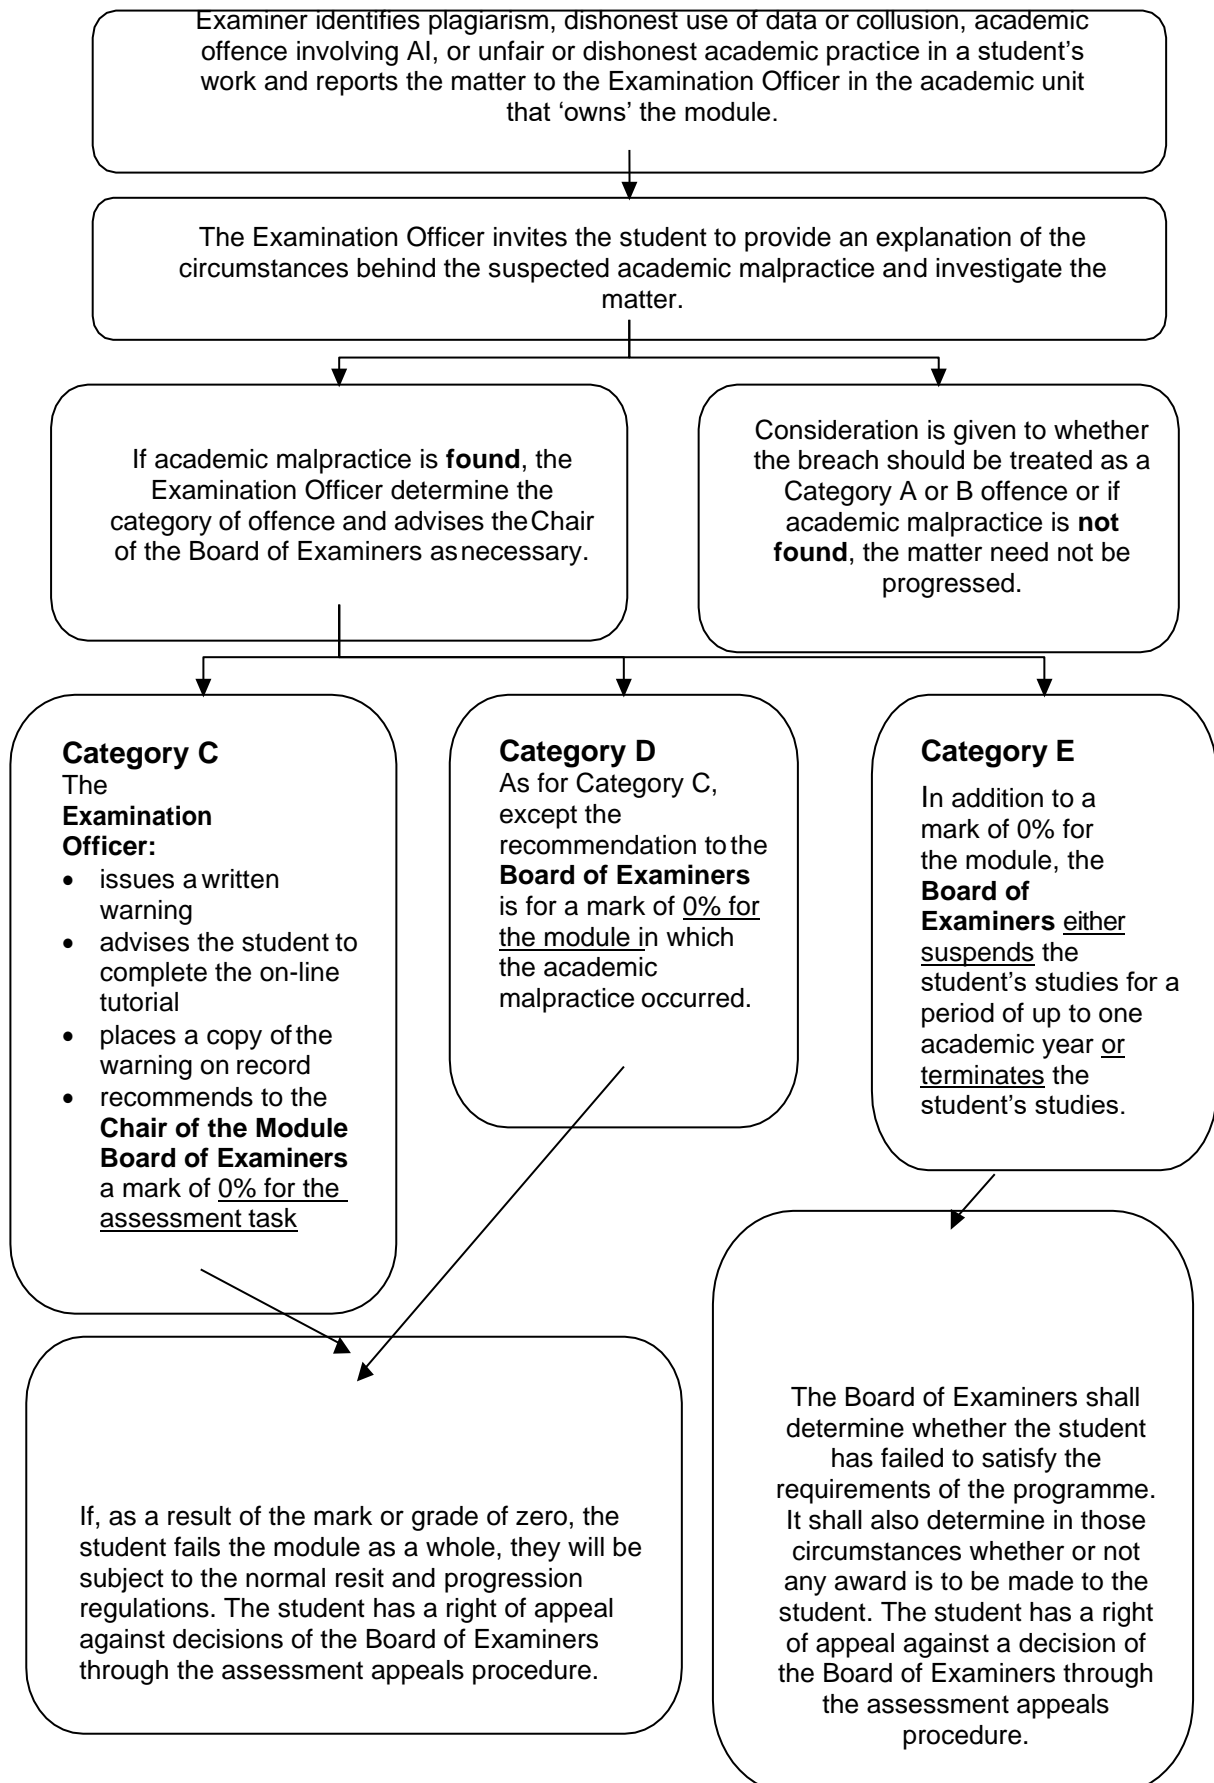 Examiner identifies plagiarism, dishonest use of data or collusion, academic
offence involving AI, or unfair or dishonest academic practice in a student’s
work and reports the matter to the Examination Officer in the academic unit
that ‘owns’ the module.
The Examination Officer invites the student to provide an explanation of the
circumstances behind the suspected academic malpractice and investigate the
matter.
If academic malpractice is found, the
Examination Officer determine the
category of offence and advises the Chair
of the Board of Examiners as necessary.
Consideration is given to whether
the breach should be treated as a
Category A or B offence or if
academic malpractice is not
found, the matter need not be
progressed.
Category C
The
Examination
Officer:
• issues a written
warning
• advises the student to
complete the on-line
tutorial
• places a copy of the
warning on record
• recommends to the
Chair of the Module
Board of Examiners
a mark of 0% for the
assessment task
Category D
As for Category C,
except the
recommendation to the
Board of Examiners
is for a mark of 0% for
the module in which
the academic
malpractice occurred.
Category E
In addition to a
mark of 0% for
the module, the
Board of
Examiners either
suspends the
student’s studies for a
period of up to one
academic year or
terminates the
student’s studies.
If, as a result of the mark or grade of zero, the
student fails the module as a whole, they will be
subject to the normal resit and progression
regulations. The student has a right of appeal
against decisions of the Board of Examiners
through the assessment appeals procedure.
The Board of Examiners shall
determine whether the student
has failed to satisfy the
requirements of the programme.
It shall also determine in those
circumstances whether or not
any award is to be made to the
student. The student has a right
of appeal against a decision of
the Board of Examiners through
the assessment appeals
procedure.